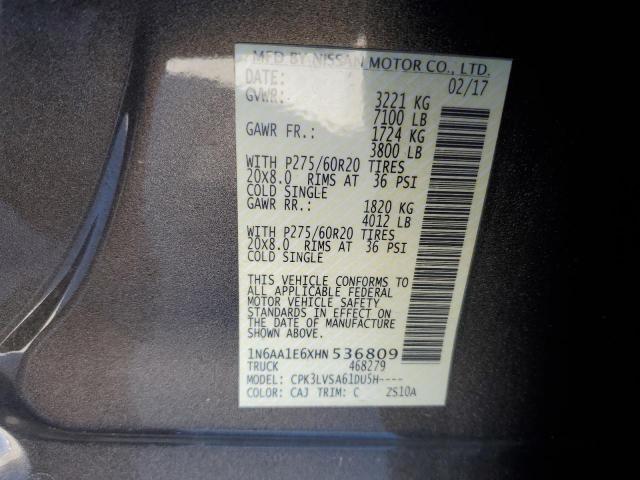 MFD BY NISSAN MOTOR CO., LTD.
DATE: 02/17
GVWR: 3221 KG
7100 LB
GAWR FR.: 1724 KG
3800 LB
WITH P275/60R20 TIRES
20X8.0 RIMS AT 36 PSI
COLD SINGLE
GAWR RR.: 1820 KG
4012 LB
WITH P275/60R20 TIRES
20X8.0 RIMS AT 36 PSI
COLD SINGLE
THIS VEHICLE CONFORMS TO
ALL APPLICABLE FEDERAL
MOTOR VEHICLE SAFETY
STANDARDS IN EFFECT ON
THE DATE OF MANUFACTURE
SHOWN ABOVE.
1N6AA1E6XHN536809
TRUCK 468279
MODEL: CPK3LVSA61DU5H----
COLOR: CAJ TRIM: C ZS10A